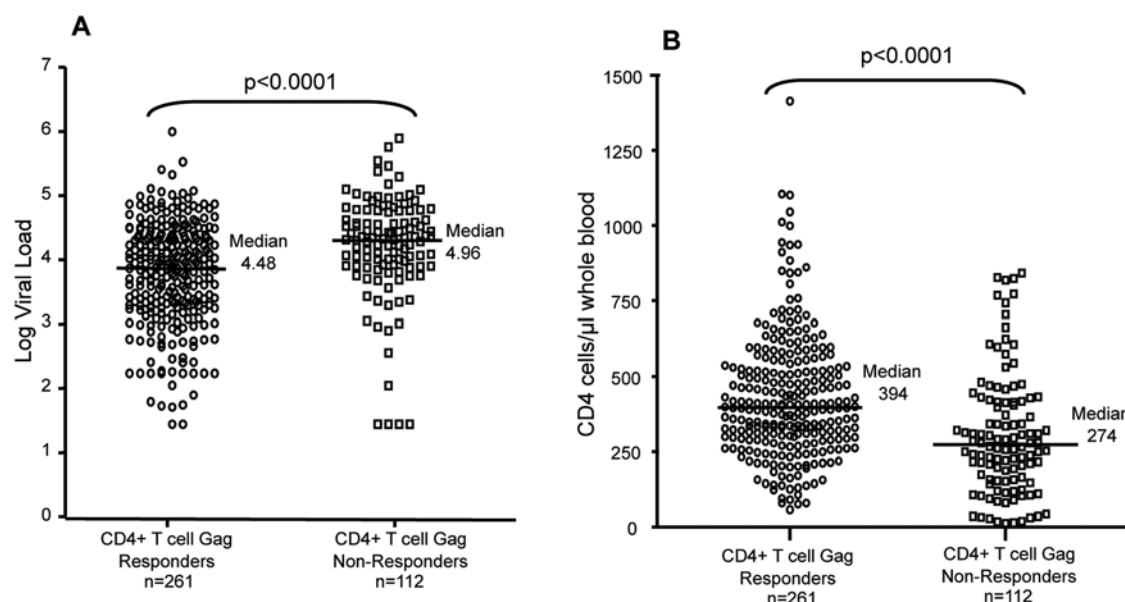 A
p<0.0001
7
6
5
4
3
2
1
0
Log Viral Load
Median
4.48
Median
4.96
CD4+ T cell Gag
Responders
n=261
CD4+ T cell Gag
Non-Responders
n=112
B
p<0.0001
1500
1250
1000
750
500
250
0
CD4 cells/µl whole blood
Median
394
Median
274
CD4+ T cell Gag
Responders
n=261
CD4+ T cell Gag
Non-Responders
n=112